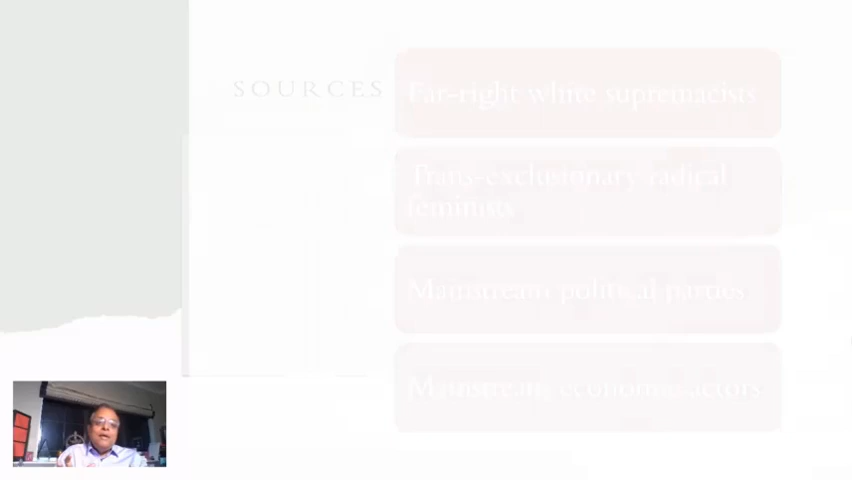 SOURCES
Far-right white supremacists
Trans-exclusionary radical
feminists
Mainstream political parties
Mainstream economic actors